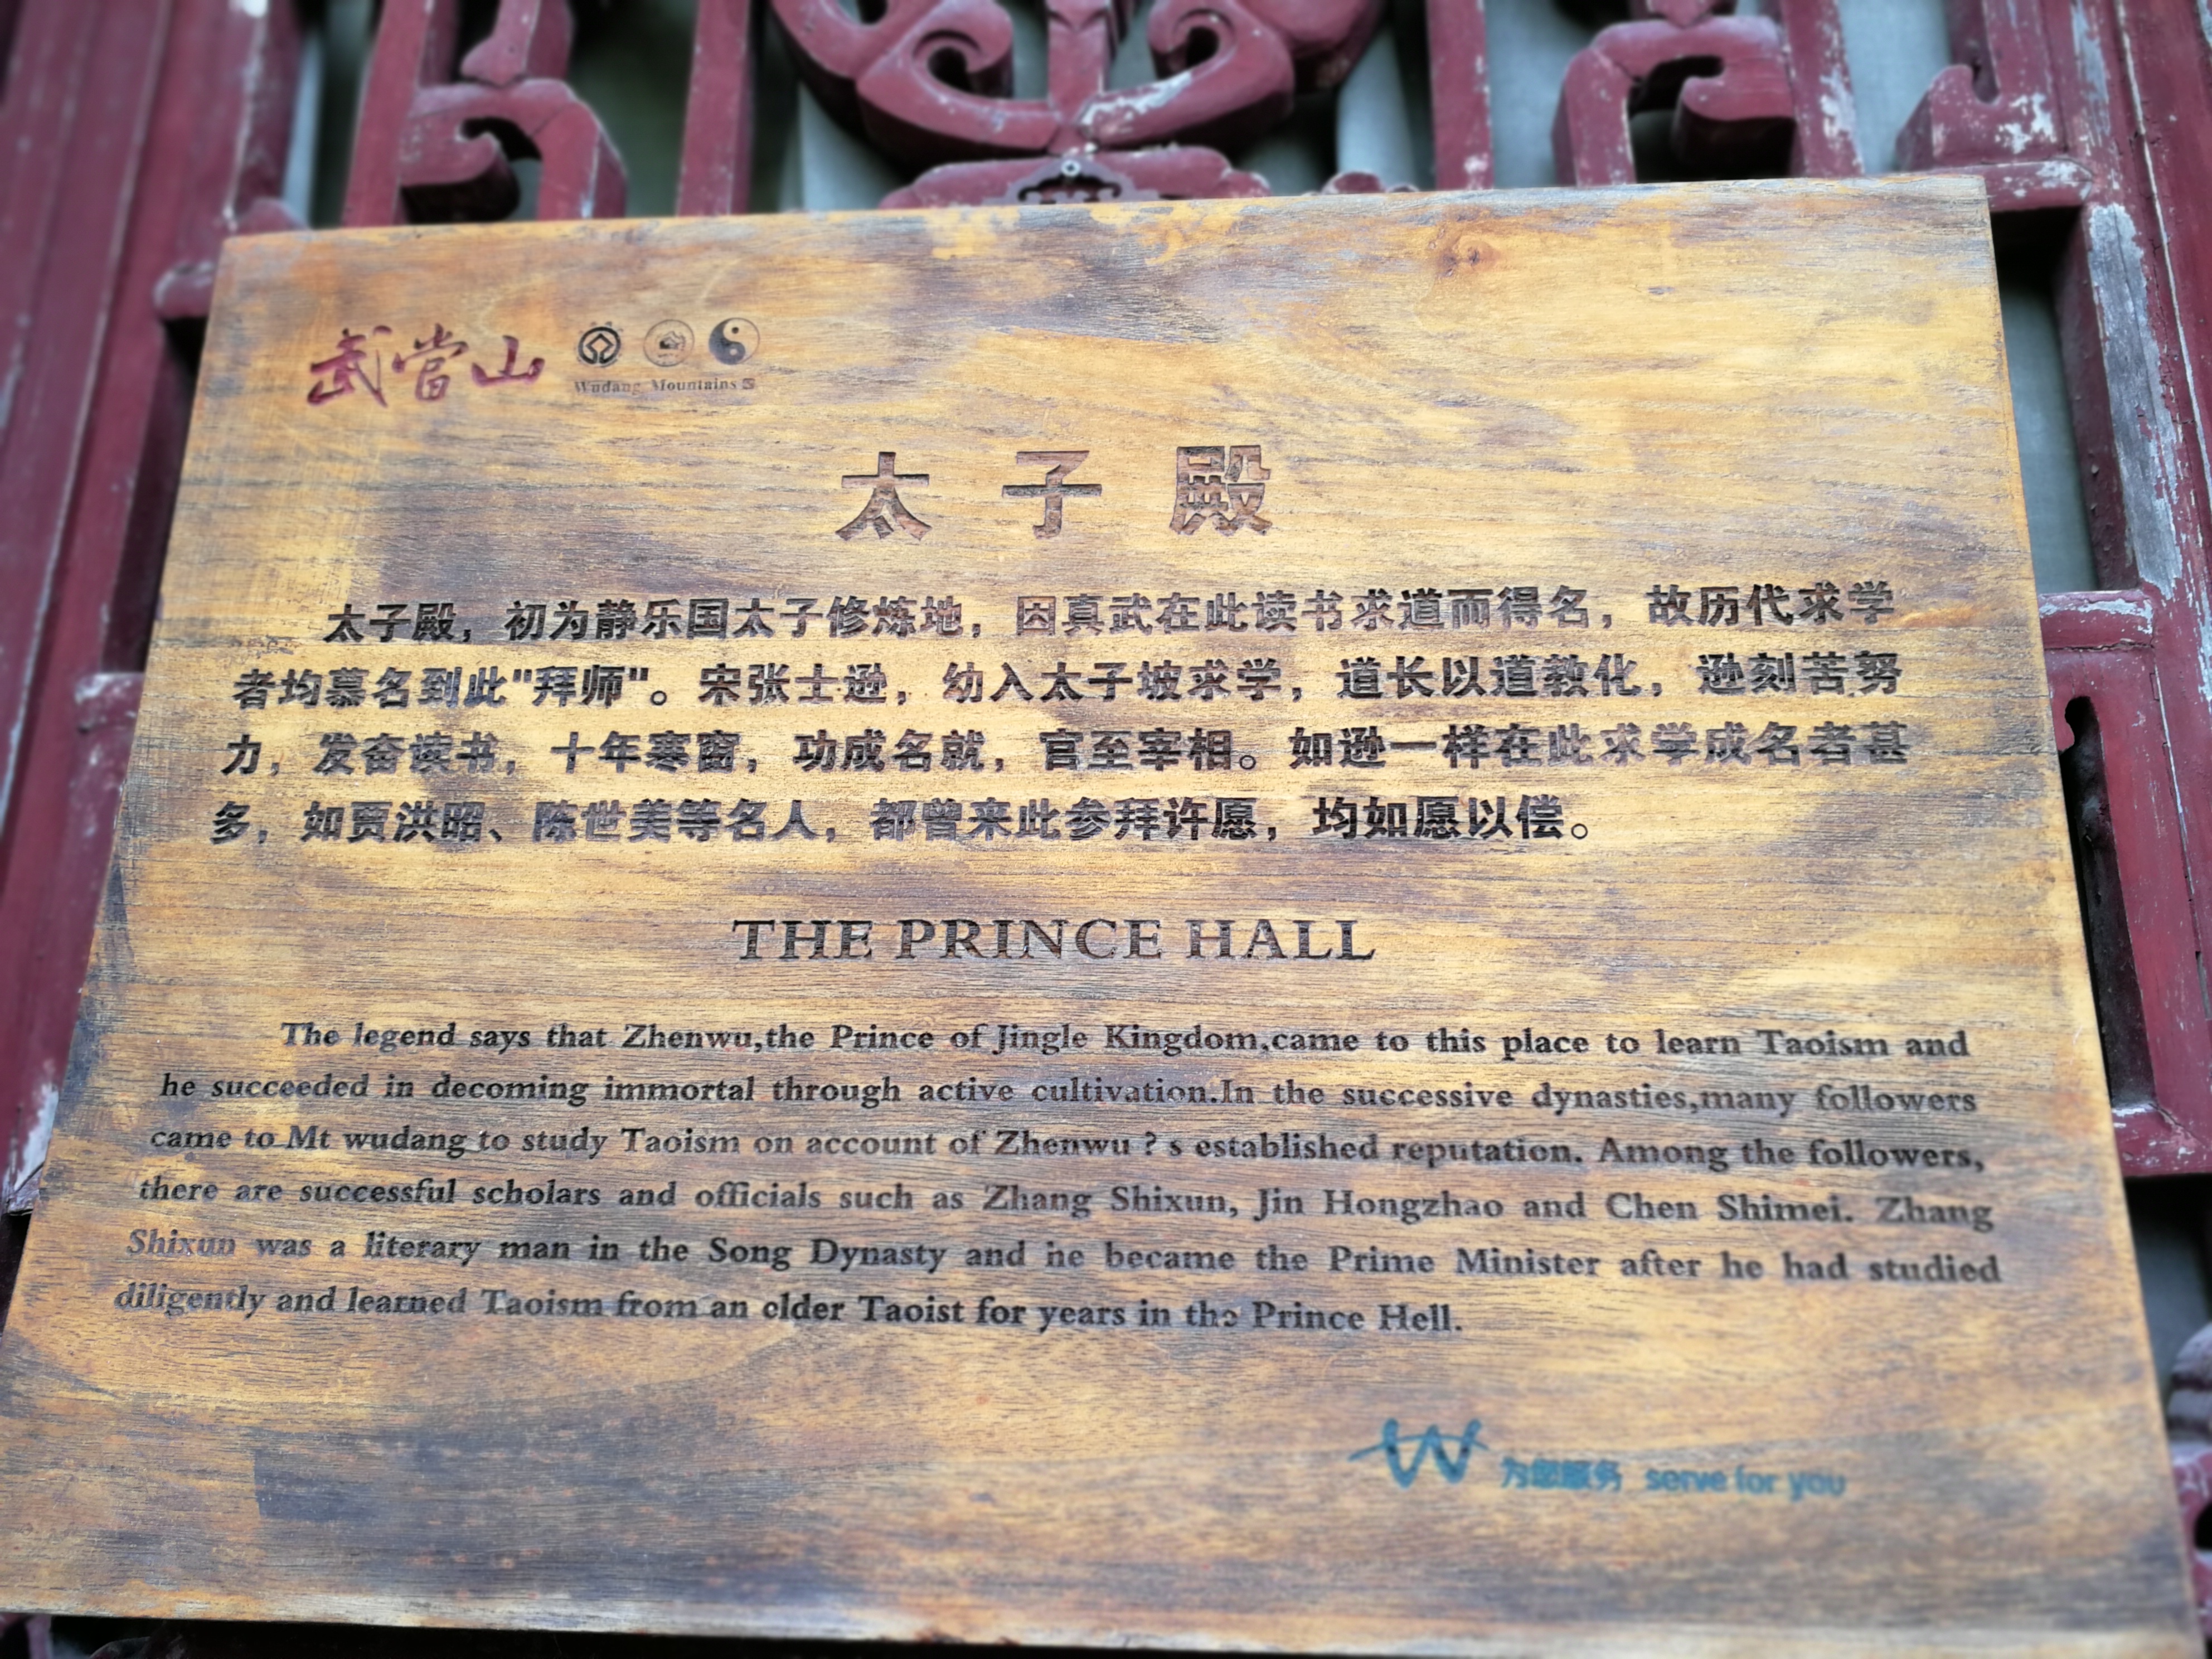 武當山
Wudang Mountains
太子殿
太子殿，初为静乐国太子修炼地，因真武在此读书求道而得名，故历代求学
者均慕名到此"拜师"。宋张士逊，幼入太子坡求学，道长以道教化，逊刻苦努
力，发奋读书，十年寒窗，功成名就，官至宰相。如逊一样在此求学成名者甚
多，如贾洪昭、陈世美等名人，都曾来此参拜许愿，均如愿以偿。
THE PRINCE HALL
The legend says that Zhenwu,the Prince of Jingle Kingdom,came to this place to learn Taoism and
he succeeded in decoming immortal through active cultivation.In the successive dynasties,many followers
came to Mt wudang to study Taoism on account of Zhenwu ? s established reputation. Among the followers,
there are successful scholars and officials such as Zhang Shixun, Jin Hongzhao and Chen Shimei. Zhang
Shixun was a literary man in the Song Dynasty and he became the Prime Minister after he had studied
diligently and learned Taoism from an elder Taoist for years in the Prince Hell.
为您服务 serve for you